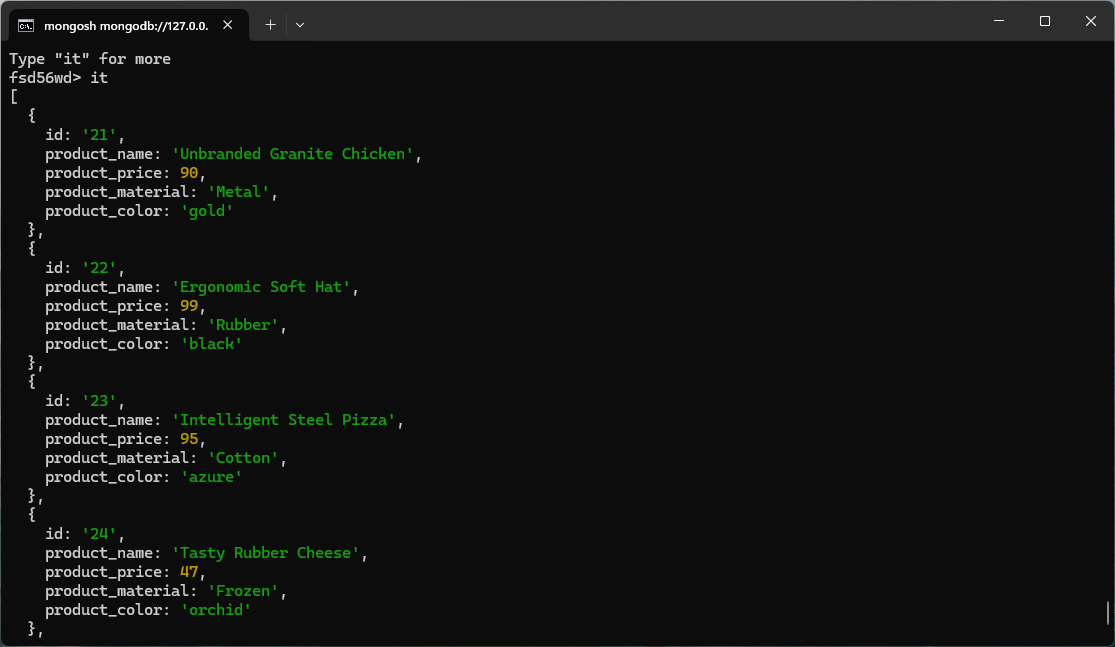 mongosh mongodb://127.0.0.
Type "it" for more
fsd56wd> it
[
  {
    id: '21',
    product_name: 'Unbranded Granite Chicken',
    product_price: 90,
    product_material: 'Metal',
    product_color: 'gold'
  },
  {
    id: '22',
    product_name: 'Ergonomic Soft Hat',
    product_price: 99,
    product_material: 'Rubber',
    product_color: 'black'
  },
  {
    id: '23',
    product_name: 'Intelligent Steel Pizza',
    product_price: 95,
    product_material: 'Cotton',
    product_color: 'azure'
  },
  {
    id: '24',
    product_name: 'Tasty Rubber Cheese',
    product_price: 47,
    product_material: 'Frozen',
    product_color: 'orchid'
  },